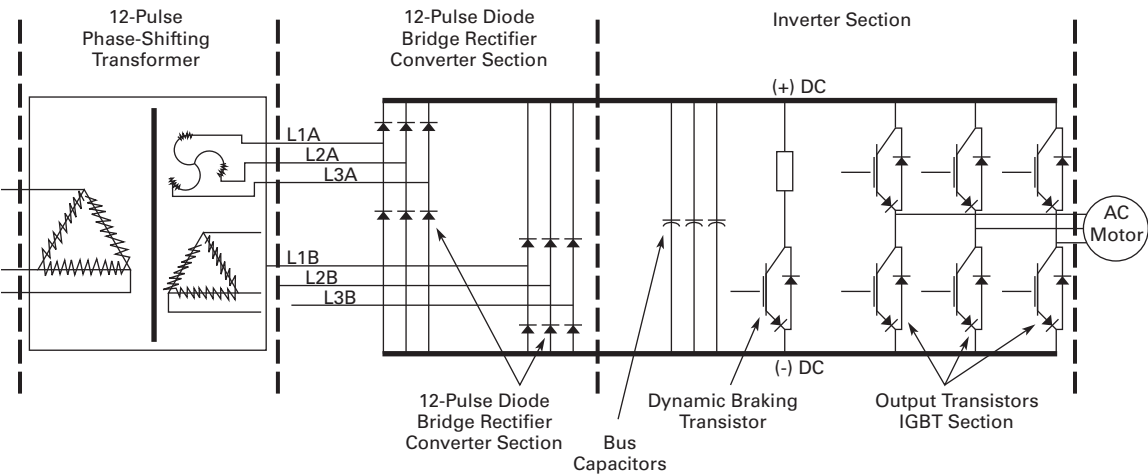 12-Pulse
Phase-Shifting
Transformer
12-Pulse Diode
Bridge Rectifier
Converter Section
Inverter Section
(+) DC
L1A
L2A
L3A
AC
Motor
L1B
L2B
L3B
(-) DC
12-Pulse Diode
Bridge Rectifier
Converter Section
Bus
Capacitors
Dynamic Braking
Transistor
Output Transistors
IGBT Section